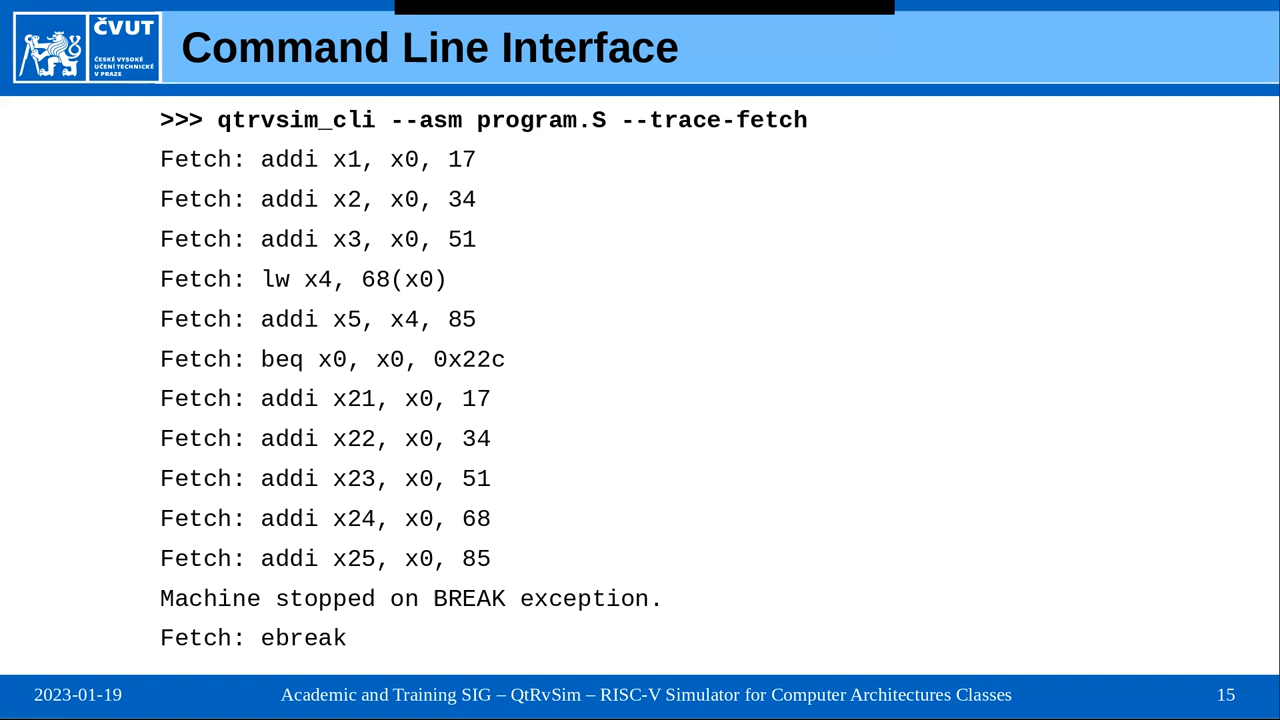 ČVUT
ČESKÉ VYSOKÉ
UČENÍ TECHNICKÉ
V PRAZE
Command Line Interface
>>> qtrvsim_cli --asm program.S --trace-fetch
Fetch: addi x1, x0, 17
Fetch: addi x2, x0, 34
Fetch: addi x3, x0, 51
Fetch: lw x4, 68(x0)
Fetch: addi x5, x4, 85
Fetch: beq x0, x0, 0x22c
Fetch: addi x21, x0, 17
Fetch: addi x22, x0, 34
Fetch: addi x23, x0, 51
Fetch: addi x24, x0, 68
Fetch: addi x25, x0, 85
Machine stopped on BREAK exception.
Fetch: ebreak
2023-01-19
Academic and Training SIG – QtRvSim – RISC-V Simulator for Computer Architectures Classes
15